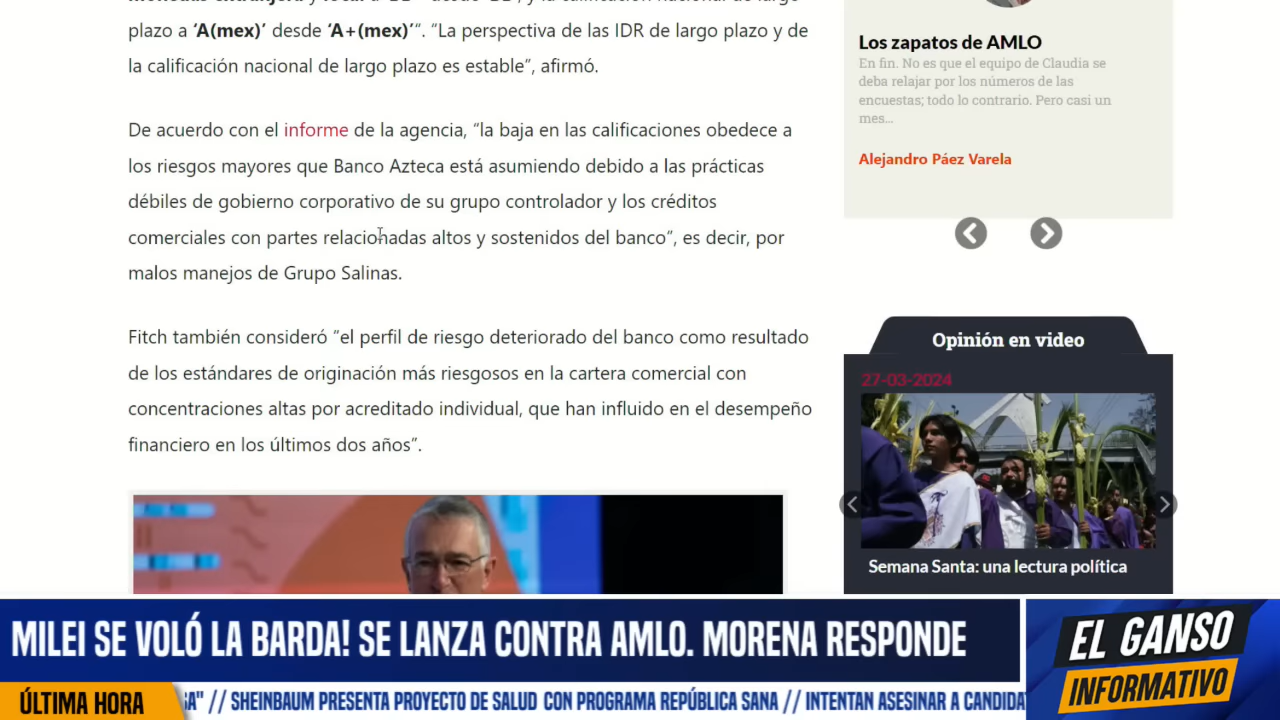 plazo a ‘A(mex)’ desde ‘A+(mex)’“. “La perspectiva de las IDR de largo plazo y de
la calificación nacional de largo plazo es estable”, afirmó.
De acuerdo con el informe de la agencia, “la baja en las calificaciones obedece a
los riesgos mayores que Banco Azteca está asumiendo debido a las prácticas
débiles de gobierno corporativo de su grupo controlador y los créditos
comerciales con partes relacionadas altos y sostenidos del banco”, es decir, por
malos manejos de Grupo Salinas.
Fitch también consideró “el perfil de riesgo deteriorado del banco como resultado
de los estándares de originación más riesgosos en la cartera comercial con
concentraciones altas por acreditado individual, que han influido en el desempeño
financiero en los últimos dos años”.
Los zapatos de AMLO
En fin. No es que el equipo de Claudia se
deba relajar por los números de las
encuestas; todo lo contrario. Pero casi un
mes...
Alejandro Páez Varela
Opinión en video
27-03-2024
Semana Santa: una lectura política
MILEI SE VOLÓ LA BARDA! SE LANZA CONTRA AMLO. MORENA RESPONDE
EL GANSO
INFORMATIVO
ÚLTIMA HORA
" // SHEINBAUM PRESENTA PROYECTO DE SALUD CON PROGRAMA REPÚBLICA SANA // INTENTAN ASESINAR A